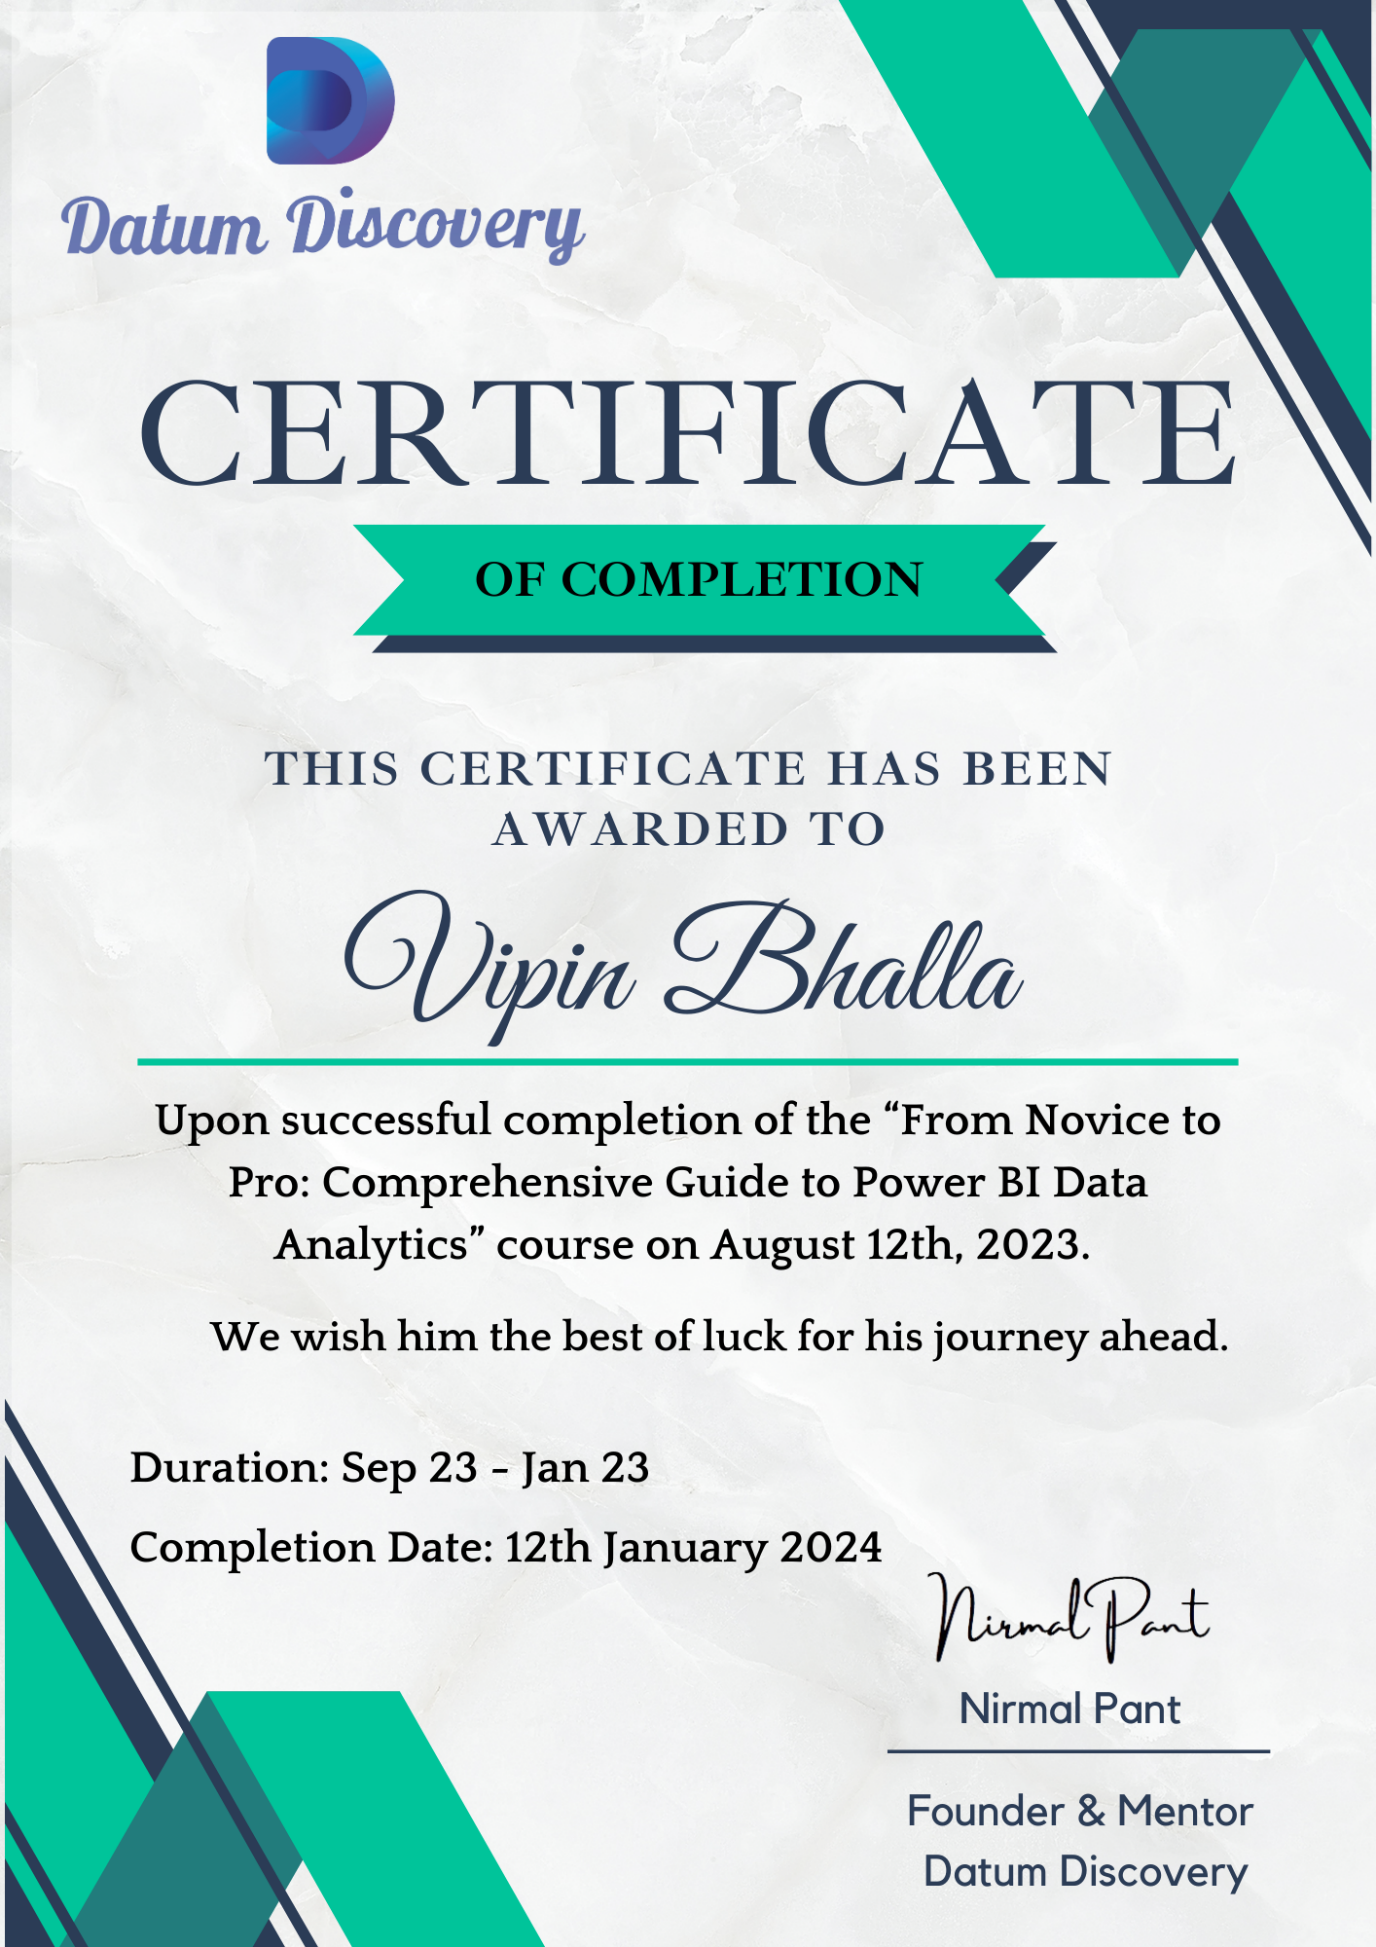 Datum Discovery
CERTIFICATE
OF COMPLETION
THIS CERTIFICATE HAS BEEN
AWARDED TO
Vipin Bhalla
Upon successful completion of the “From Novice to
Pro: Comprehensive Guide to Power BI Data
Analytics” course on August 12th, 2023.
We wish him the best of luck for his journey ahead.
Duration: Sep 23 - Jan 23
Completion Date: 12th January 2024
Nirmal Pant
Nirmal Pant
Founder & Mentor
Datum Discovery